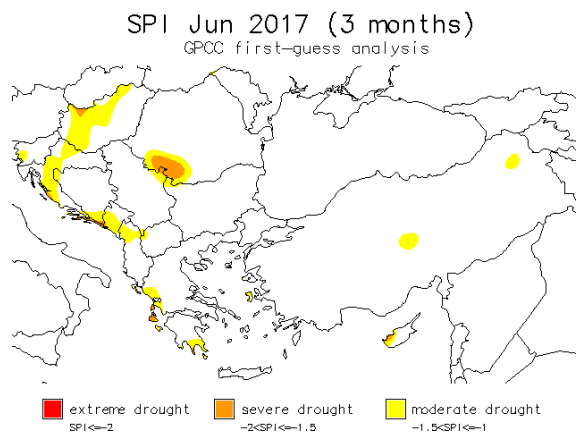 SPI Jun 2017 (3 months)
GPCC first-guess analysis
extreme drought severe drought moderate drought
SPI<=-2 -2<SPI<=-1.5 -1.5<SPI<=-1